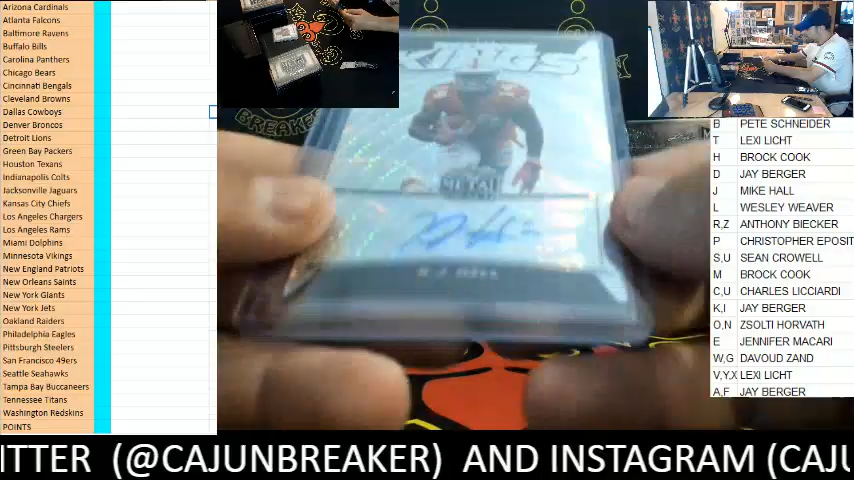 Arizona Cardinals
Atlanta Falcons
Baltimore Ravens
Buffalo Bills
Carolina Panthers
Chicago Bears
Cincinnati Bengals
Cleveland Browns
Dallas Cowboys
Denver Broncos
Detroit Lions
Green Bay Packers
Houston Texans
Indianapolis Colts
Jacksonville Jaguars
Kansas City Chiefs
Los Angeles Chargers
Los Angeles Rams
Miami Dolphins
Minnesota Vikings
New England Patriots
New Orleans Saints
New York Giants
New York Jets
Oakland Raiders
Philadelphia Eagles
Pittsburgh Steelers
San Francisco 49ers
Seattle Seahawks
Tampa Bay Buccaneers
Tennessee Titans
Washington Redskins
POINTS
KINGS
METAL
BREAKE
B PETE SCHNEIDER
T LEXI LICHT
H BROCK COOK
D JAY BERGER
J MIKE HALL
L WESLEY WEAVER
R,Z ANTHONY BIECKER
P CHRISTOPHER EPOSIT
S,U SEAN CROWELL
M BROCK COOK
C,U CHARLES LICCIARDI
K,I JAY BERGER
O,N ZSOLTI HORVATH
E JENNIFER MACARI
W,G DAVOUD ZAND
V,Y,X LEXI LICHT
A,F JAY BERGER
ITTER (@CAJUNBREAKER) AND INSTAGRAM (CAJU